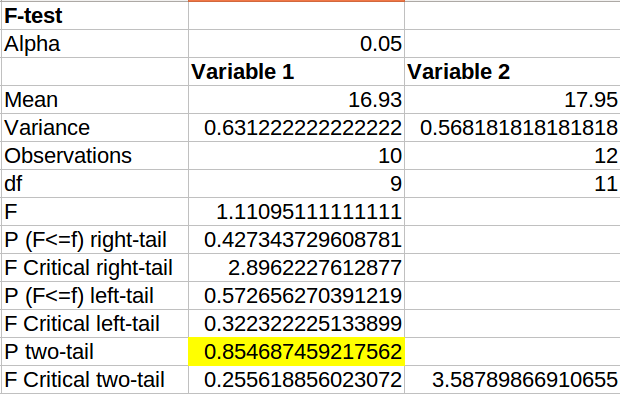 F-test
Alpha 0.05
Variable 1 Variable 2
Mean 16.93 17.95
Variance 0.631222222222222 0.568181818181818
Observations 10 12
df 9 11
F 1.11095111111111
P (F<=f) right-tail 0.427343729608781
F Critical right-tail 2.8962227612877
P (F<=f) left-tail 0.572656270391219
F Critical left-tail 0.322322225133899
P two-tail 0.854687459217562
F Critical two-tail 0.255618856023072 3.58789866910655